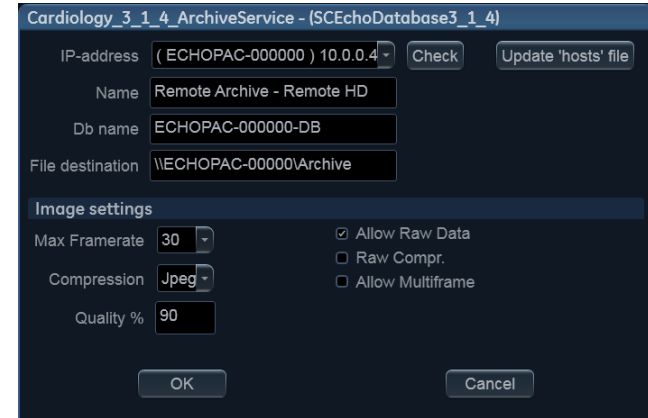 Cardiology_3_1_4_ArchiveService - (SCEchoDatabase3_1_4)
IP-address ( ECHOPAC-000000 ) 10.0.0.4 Check Update 'hosts' file
Name Remote Archive - Remote HD
Db name ECHOPAC-000000-DB
File destination \\ECHOPAC-00000\Archive
Image settings
Max Framerate 30 Allow Raw Data
Raw Compr.
Compression Jpeg Allow Multiframe
Quality % 90
OK Cancel